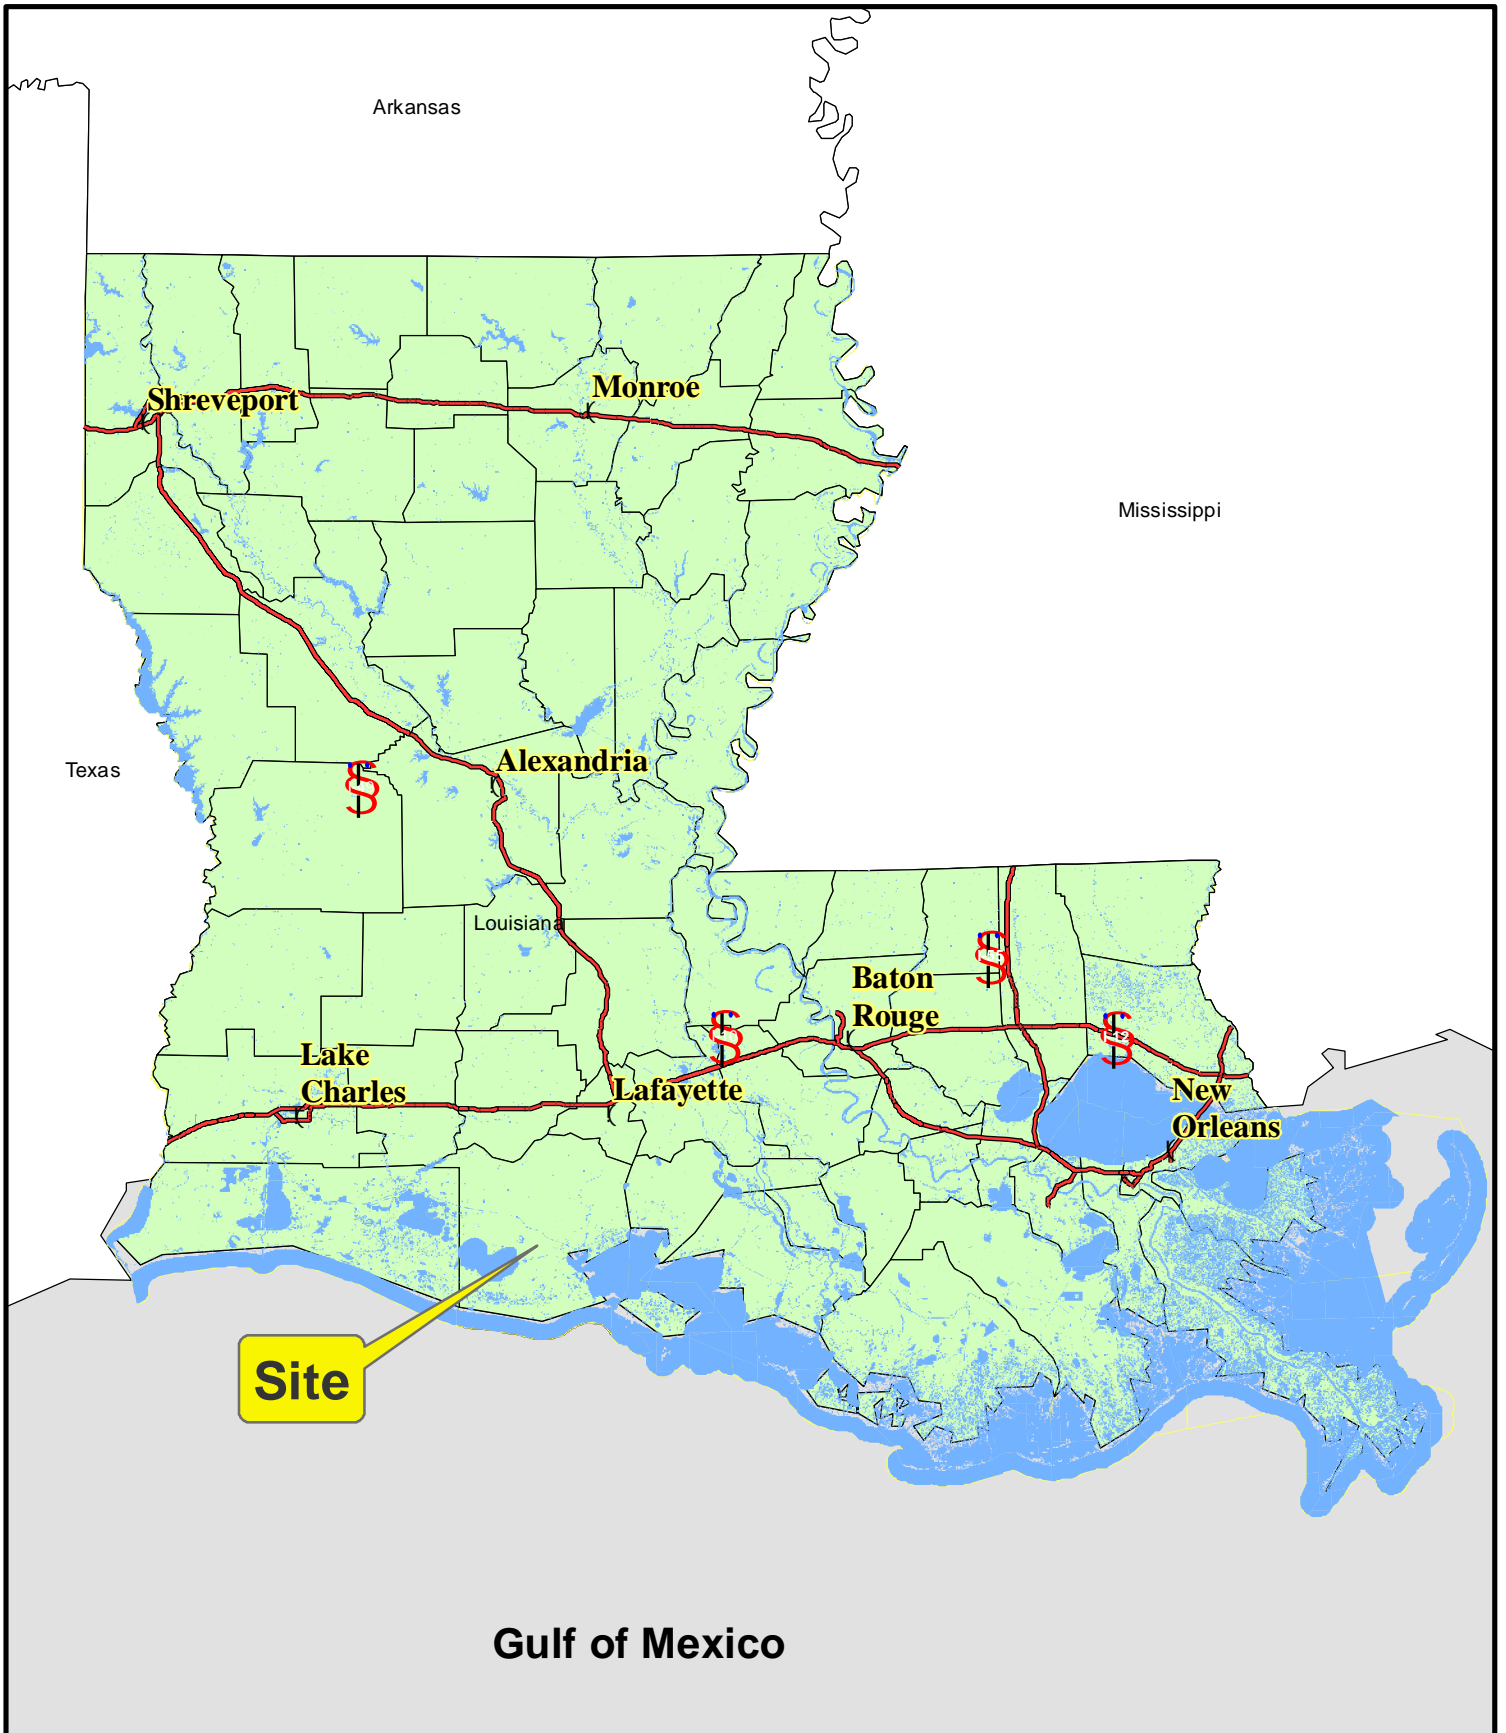 Arkansas
Monroe
Shreveport
Mississippi
Alexandria
Texas
Louisiana
Baton
Rouge
Lake
Charles
Lafayette
New
Orleans
Site
Gulf of Mexico